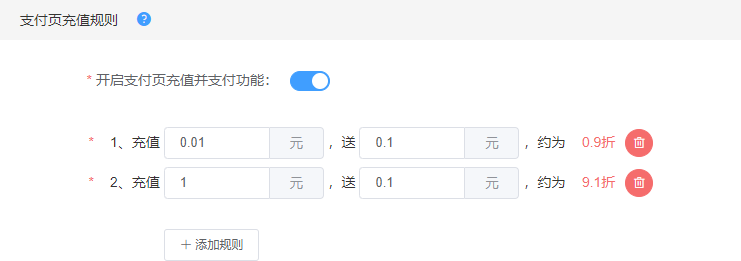 支付页充值规则 ?
* 开启支付页充值并支付功能：
* 1、充值 0.01 元 ，送 0.1 元 ，约为 0.9折
* 2、充值 1 元 ，送 0.1 元 ，约为 9.1折
＋ 添加规则